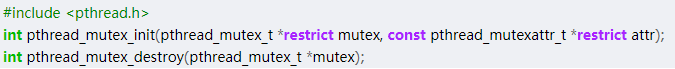 #include <pthread.h>
int pthread_mutex_init(pthread_mutex_t *restrict mutex, const pthread_mutexattr_t *restrict attr);
int pthread_mutex_destroy(pthread_mutex_t *mutex);